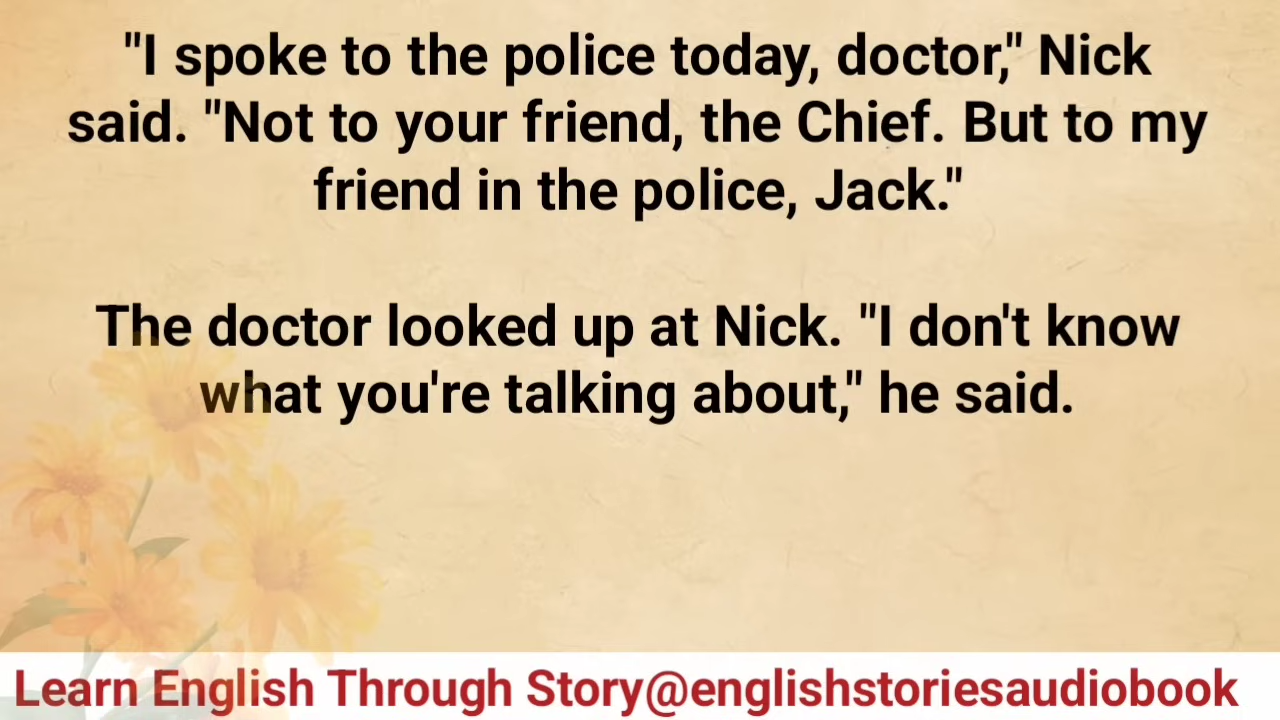 "I spoke to the police today, doctor," Nick
said. "Not to your friend, the Chief. But to my
friend in the police, Jack."
The doctor looked up at Nick. "I don't know
what you're talking about," he said.
Learn English Through Story@englishstoriesaudiobook